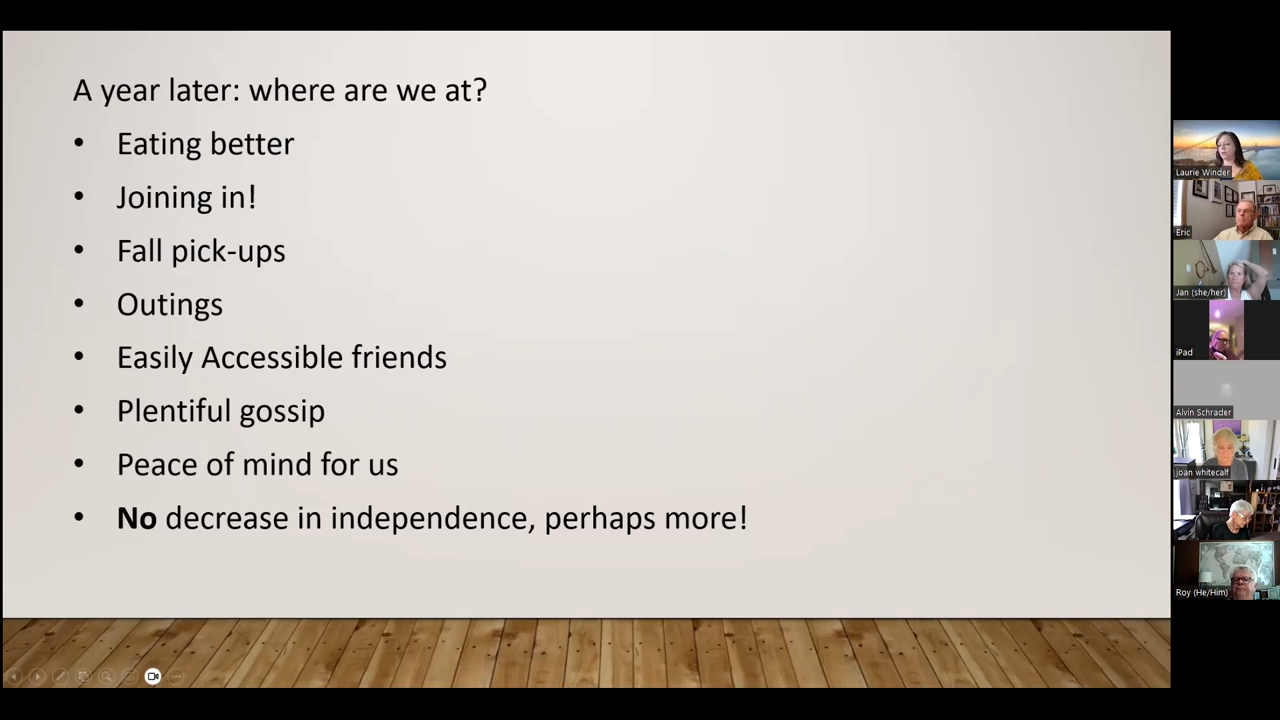 A year later: where are we at?
• Eating better
• Joining in!
• Fall pick-ups
• Outings
• Easily Accessible friends
• Plentiful gossip
• Peace of mind for us
• No decrease in independence, perhaps more!
Laurie Winder
Eric
Jan (she/her)
iPad
Alvin Schrader
joan whitecalf
Roy (He/Him)